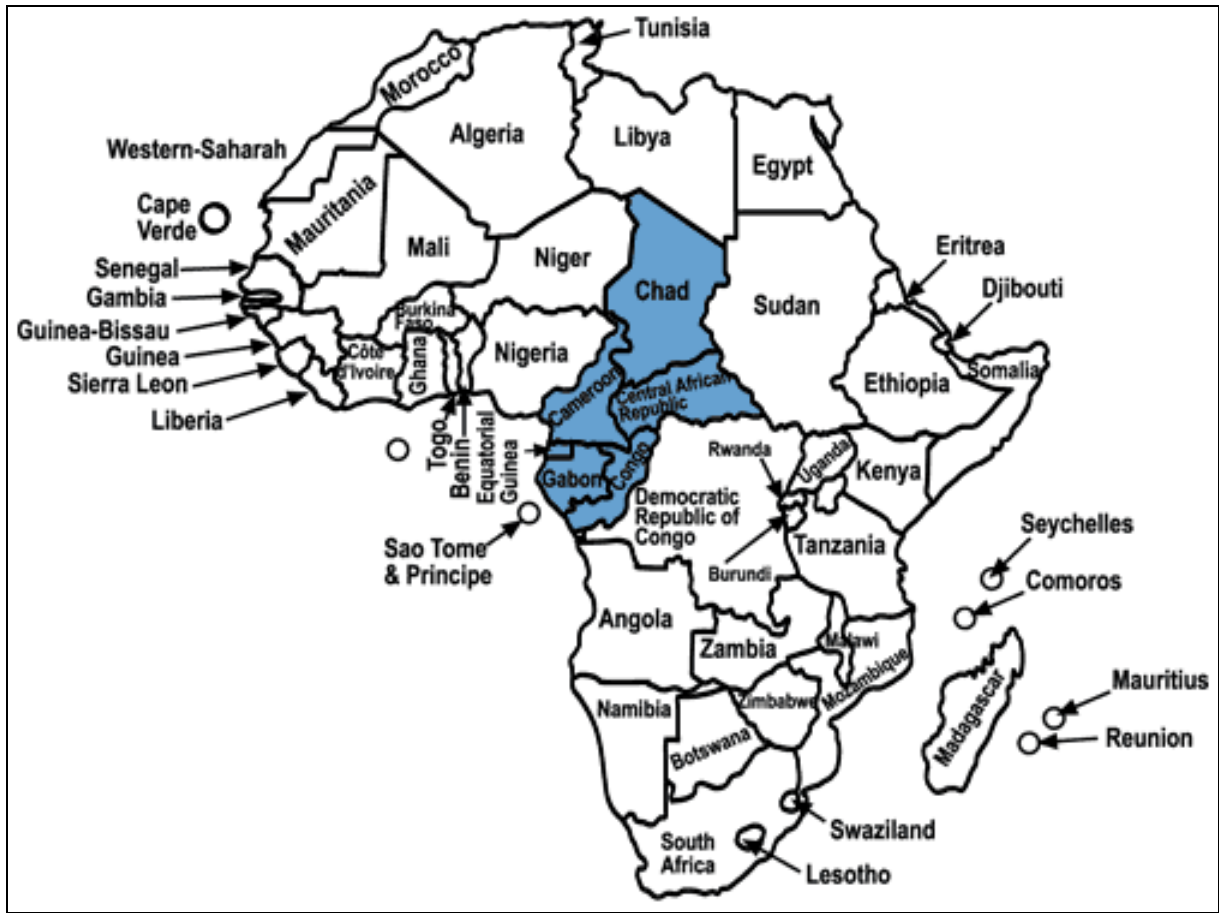 Tunisia
Morocco
Algeria
Libya
Egypt
Western-Saharah
Cape
Verde
Mauritania
Mali
Niger
Chad
Sudan
Eritrea
Djibouti
Senegal
Gambia
Guinea-Bissau
Guinea
Sierra Leon
Liberia
Burkina
Faso
Côte
d'Ivoire
Ghana
Togo
Benin
Nigeria
Cameroon
Central African
Republic
Ethiopia
Somalia
Equatorial
Guinea
Gabon
Congo
Rwanda
Uganda
Kenya
Democratic
Republic of
Congo
Burundi
Tanzania
Sao Tome
& Principe
Seychelles
Comoros
Angola
Zambia
Malawi
Mozambique
Namibia
Zimbabwe
Botswana
Madagascar
Mauritius
Reunion
Swaziland
South
Africa
Lesotho